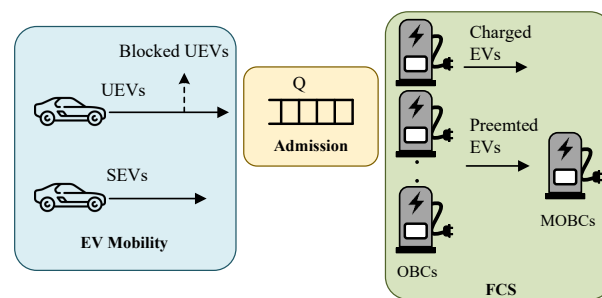 Blocked UEVs
UEVs
SEVs
EV Mobility
Q
Admission
Charged
EVs
Preemted
EVs
MOBCs
OBCs
FCS